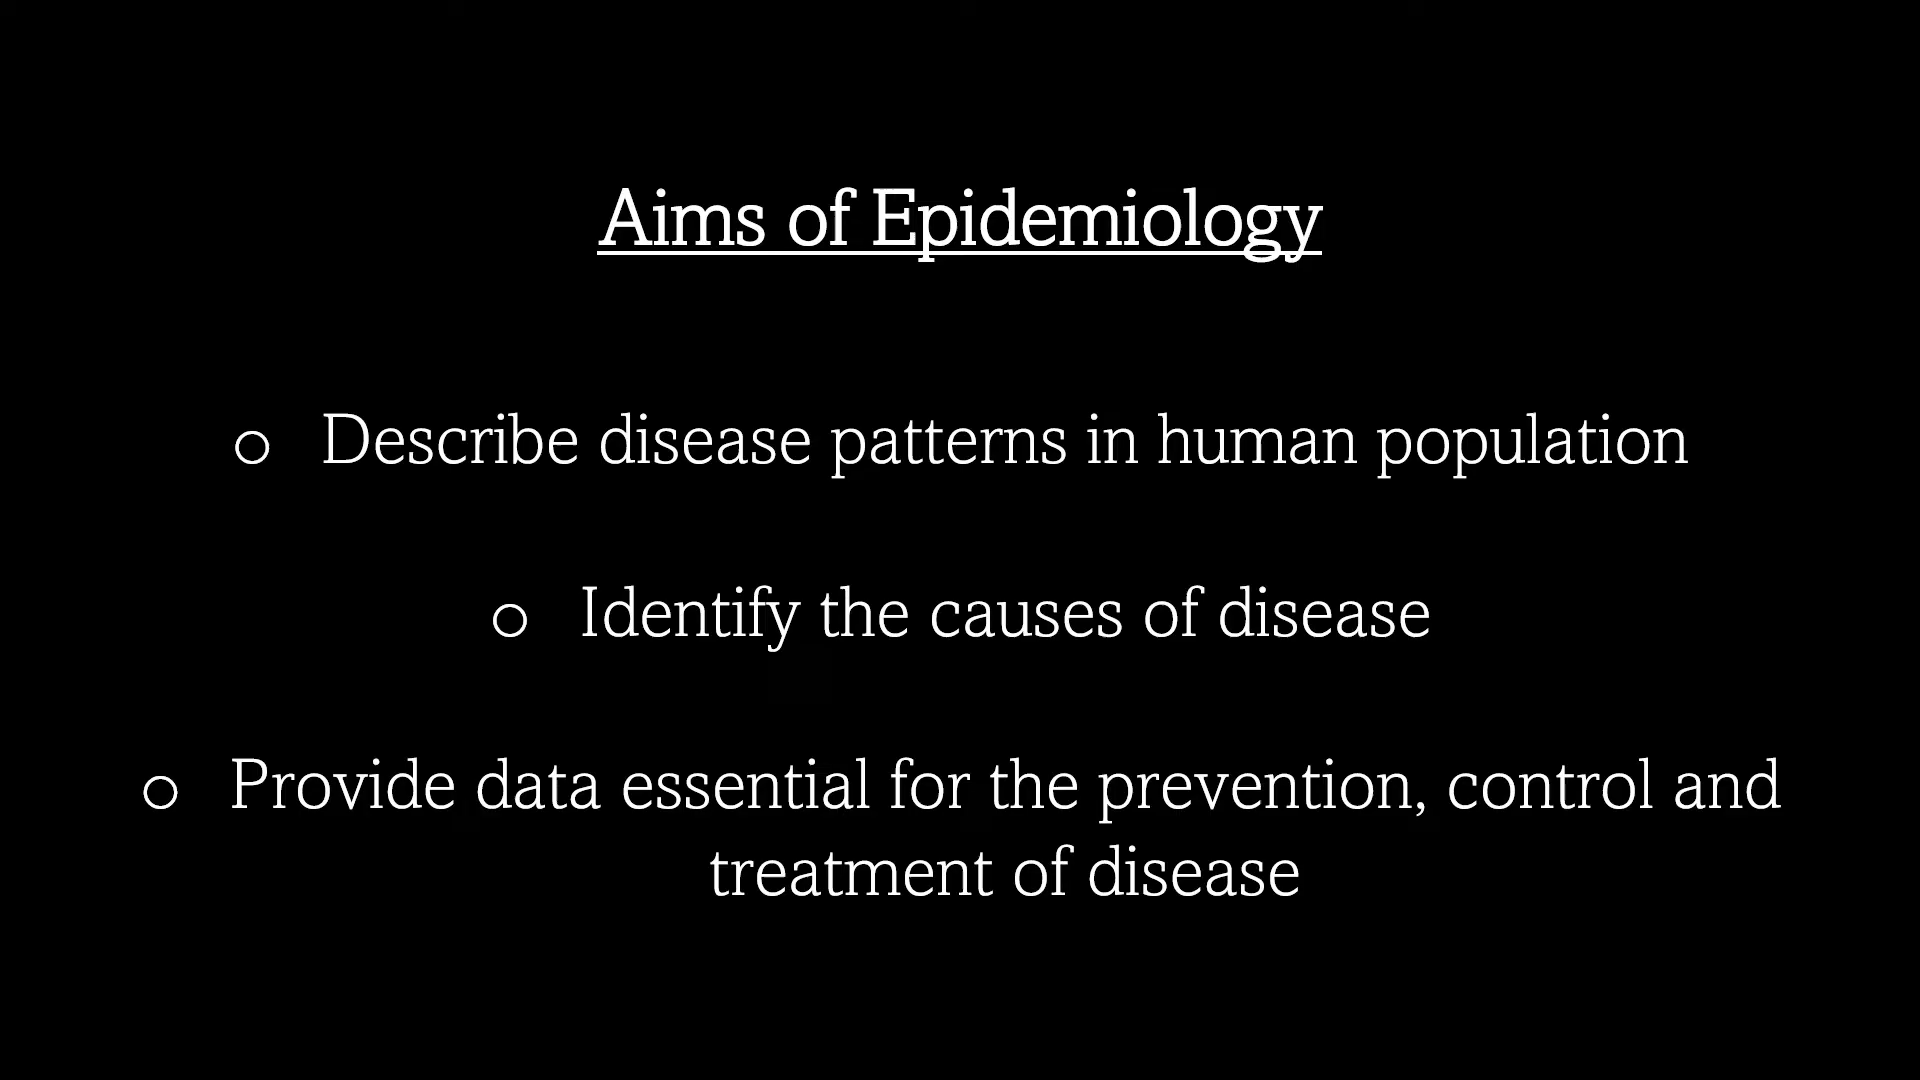 Aims of Epidemiology
o Describe disease patterns in human population
o Identify the causes of disease
o Provide data essential for the prevention, control and
treatment of disease